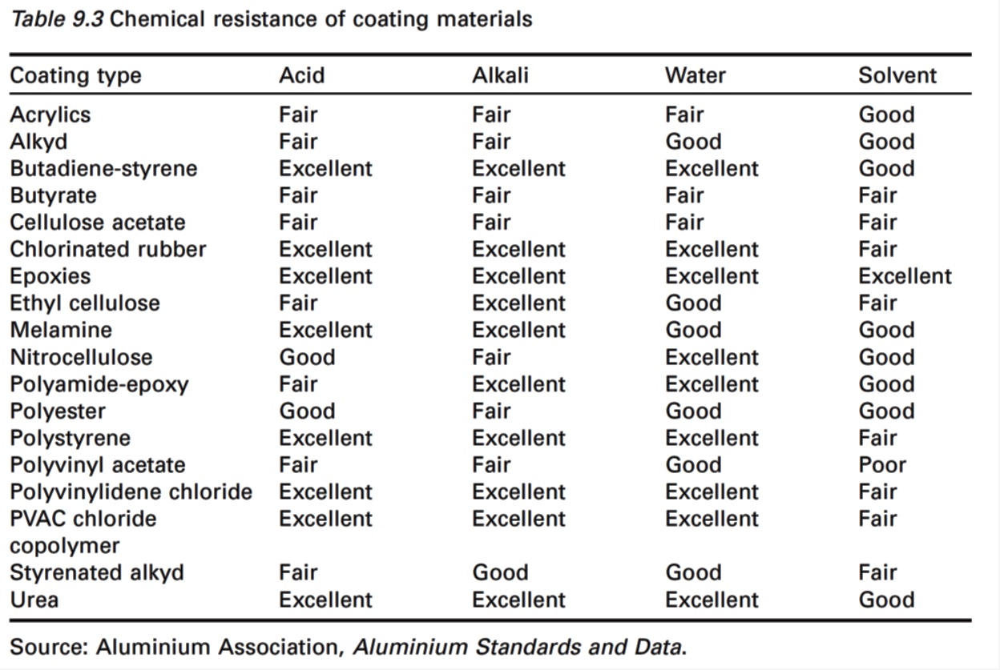 Table 9.3 Chemical resistance of coating materials
Coating type Acid Alkali Water Solvent
Acrylics Fair Fair Fair Good
Alkyd Fair Fair Good Good
Butadiene-styrene Excellent Excellent Excellent Good
Butyrate Fair Fair Fair Fair
Cellulose acetate Fair Fair Fair Fair
Chlorinated rubber Excellent Excellent Excellent Fair
Epoxies Excellent Excellent Excellent Excellent
Ethyl cellulose Fair Excellent Good Fair
Melamine Excellent Excellent Good Good
Nitrocellulose Good Fair Excellent Good
Polyamide-epoxy Fair Excellent Excellent Good
Polyester Good Fair Good Good
Polystyrene Excellent Excellent Excellent Fair
Polyvinyl acetate Fair Fair Good Poor
Polyvinylidene chloride Excellent Excellent Excellent Fair
PVAC chloride Excellent Excellent Excellent Fair
copolymer
Styrenated alkyd Fair Good Good Fair
Urea Excellent Excellent Excellent Good
Source: Aluminium Association, Aluminium Standards and Data.